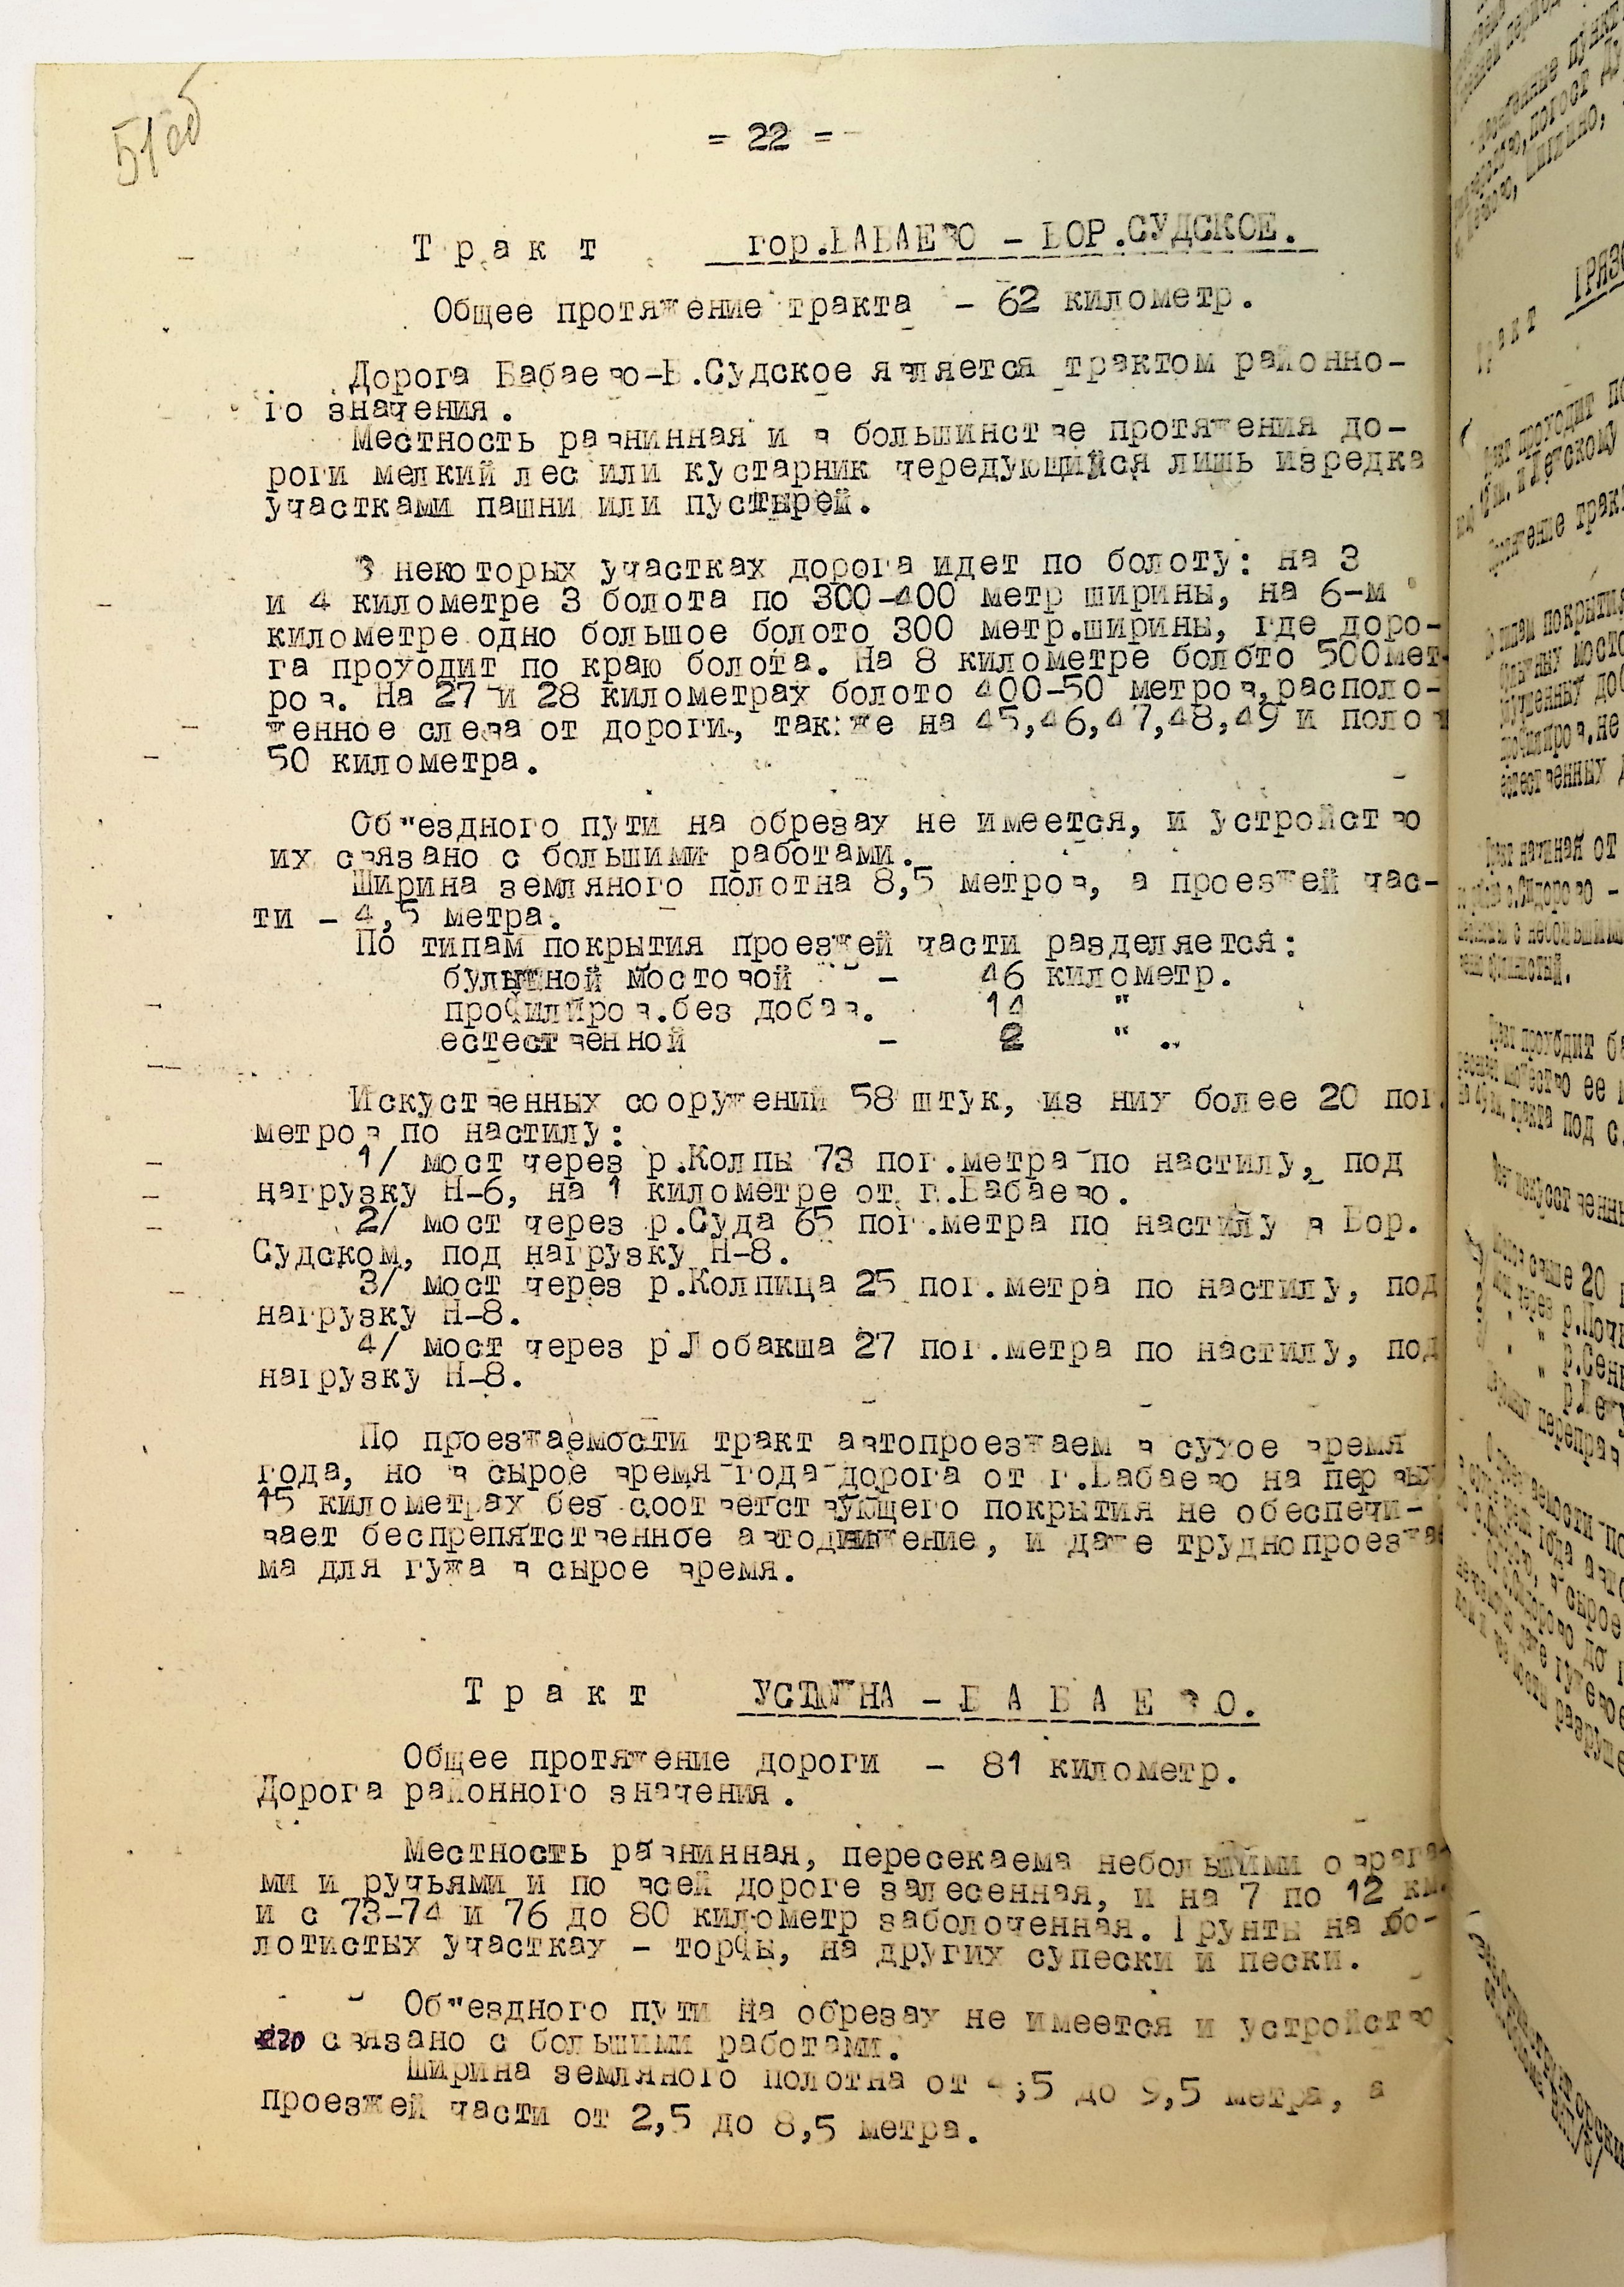 51об
= 22 =
Тракт гор.БАБАЕВО – БОР.СУДСКОЕ.
Общее протяжение тракта – 62 километр.
Дорога Бабаево-Б.Судское является трактом районно-
го значения.
Местность равнинная и в большинстве протяжения до-
роги мелкий лес или кустарник чередующийся лишь изредка
участками пашни или пустырей.
В некоторых участках дорога идет по болоту: на 3
и 4 километре 3 болота по 300-400 метр ширины, на 6-м
километре одно большое болото 300 метр.ширины, где доро-
га проходит по краю болота. На 8 километре болото 500мет-
ров. На 27 и 28 километрах болото 400-50 метров,располо-
женное слева от дороги, также на 45,46,47,48,49 и полов
50 километра.
Об"ездного пути на обрезах не имеется, и устройство
их связано с большими работами.
Ширина земляного полотна 8,5 метров, а проезжей час-
ти – 4,5 метра.
По типам покрытия проезжей части разделяется:
булыжной мостовой – 46 километр.
профилиров.без добав. 14 "
естественной – 2 " .
Искуственных сооружений 58 штук, из них более 20 пог.
метров по настилу:
1/ мост через р.Колпь 73 пог.метра по настилу, под
нагрузку Н-6, на 1 километре от г.Бабаево.
2/ мост через р.Суда 65 пог.метра по настилу в Бор.
Судском, под нагрузку Н-8.
3/ мост через р.Колпица 25 пог.метра по настилу, под
нагрузку Н-8.
4/ мост через р.Лобакша 27 пог.метра по настилу, под
нагрузку Н-8.
По проезжаемости тракт автопроезжаем в сухое время
года, но в сырое время года дорога от г.Бабаево на первых
15 километрах без соответствующего покрытия не обеспечи-
вает беспрепятственное автодвижение, и даже труднопроезжае
ма для гужа в сырое время.
Тракт УСТЮЖНА – БАБАЕВО.
Общее протяжение дороги – 81 километр.
Дорога районного значения.
Местность равнинная, пересекаема небольшими оврага-
ми и ручьями и по всей дороге залесенная, и на 7 по 12 км.
и с 73-74 и 76 до 80 километр заболоченная. Грунты на бо-
лотистых участках – торфы, на других супески и пески.
Об"ездного пути на обрезах не имеется и устройство
его связано с большими работами.
Ширина земляного полотна от 4,5 до 9,5 метра, а
проезжей части от 2,5 до 8,5 метра.